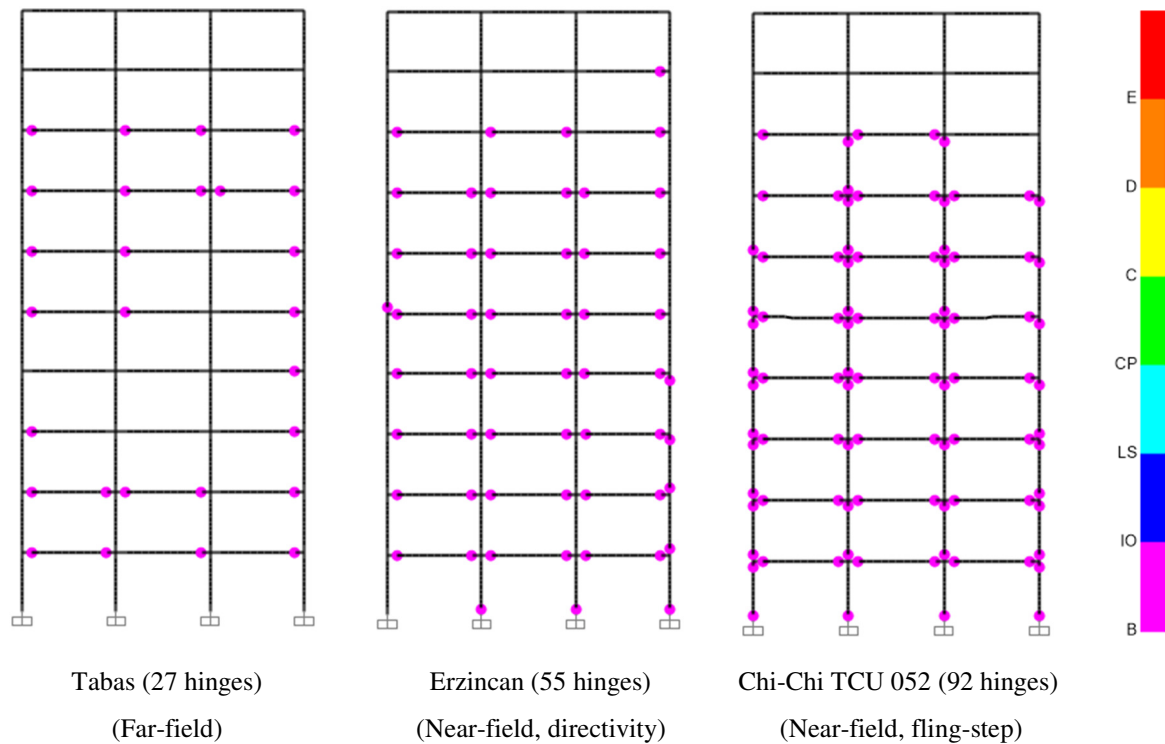 E
D
C
CP
LS
IO
B
Tabas (27 hinges)
Erzincan (55 hinges)
Chi-Chi TCU 052 (92 hinges)
(Far-field)
(Near-field, directivity)
(Near-field, fling-step)